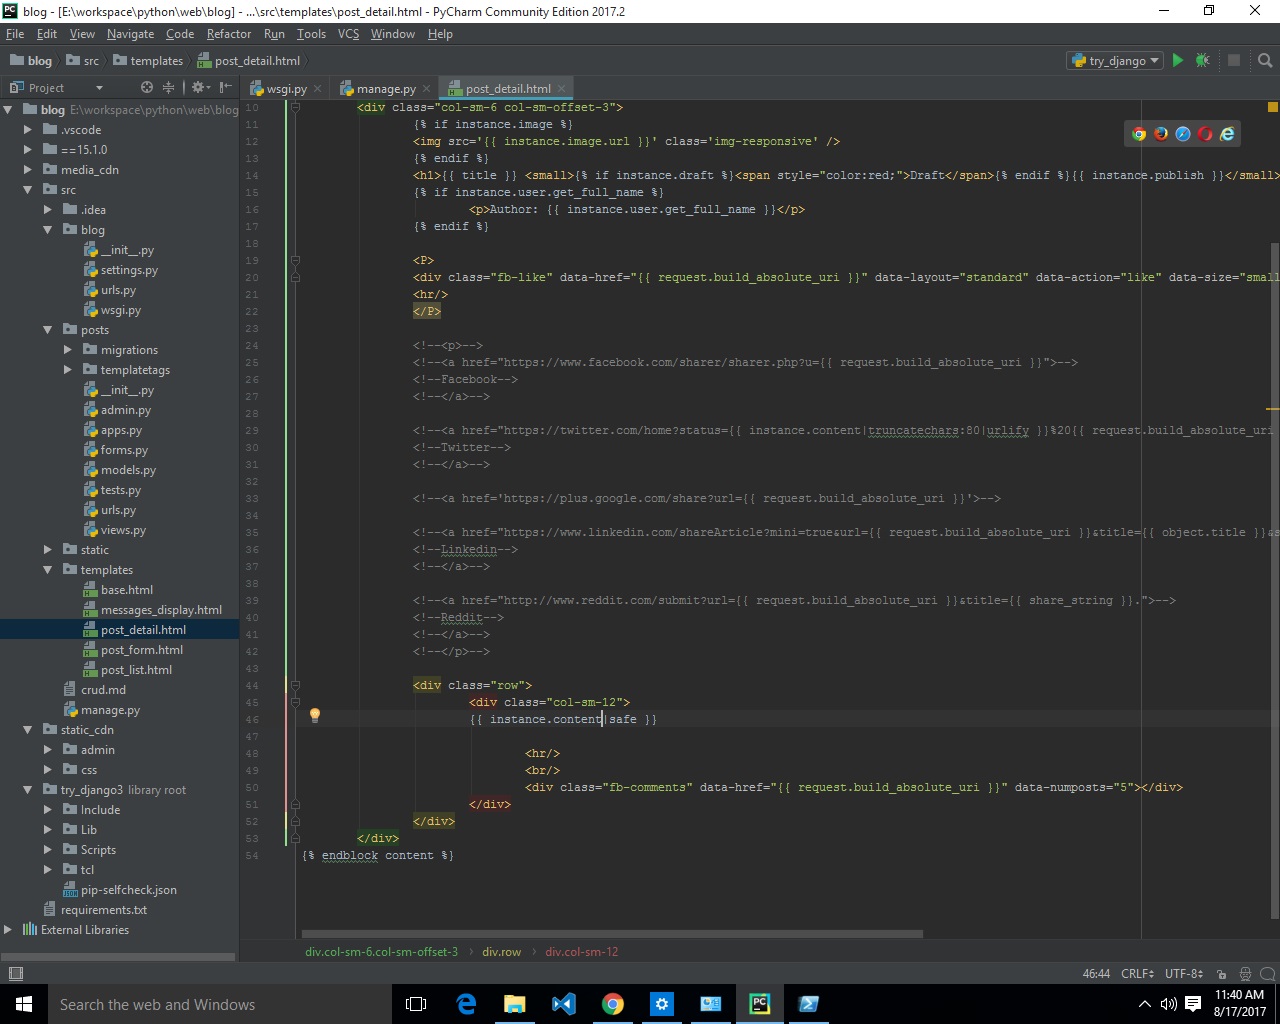 blog - [E:\workspace\python\web\blog] - ...\src\templates\post_detail.html - PyCharm Community Edition 2017.2
File Edit View Navigate Code Refactor Run Tools VCS Window Help
blog src templates post_detail.html try_django
Project wsgi.py manage.py post_detail.html
blog E:\workspace\python\web\blog
.vscode
==15.1.0
media_cdn
src
.idea
blog
__init__.py
settings.py
urls.py
wsgi.py
posts
migrations
templatetags
__init__.py
admin.py
apps.py
forms.py
models.py
tests.py
urls.py
views.py
static
templates
base.html
messages_display.html
post_detail.html
post_form.html
post_list.html
crud.md
manage.py
static_cdn
admin
css
try_django3 library root
Include
Lib
Scripts
tcl
pip-selfcheck.json
requirements.txt
External Libraries
10 <div class="col-sm-6 col-sm-offset-3">
11 {% if instance.image %}
12 <img src='{{ instance.image.url }}' class='img-responsive' />
13 {% endif %}
14 <h1>{{ title }} <small>{% if instance.draft %}<span style="color:red;">Draft</span>{% endif %}{{ instance.publish }}</small>
15 {% if instance.user.get_full_name %}
16 <p>Author: {{ instance.user.get_full_name }}</p>
17 {% endif %}
18
19 <P>
20 <div class="fb-like" data-href="{{ request.build_absolute_uri }}" data-layout="standard" data-action="like" data-size="small
21 <hr/>
22 </P>
23
24 <!--<p>-->
25 <!--<a href="https://www.facebook.com/sharer/sharer.php?u={{ request.build_absolute_uri }}">-->
26 <!--Facebook-->
27 <!--</a>-->
28
29 <!--<a href="https://twitter.com/home?status={{ instance.content|truncatechars:80|urlify }}%20{{ request.build_absolute_uri
30 <!--Twitter-->
31 <!--</a>-->
32
33 <!--<a href='https://plus.google.com/share?url={{ request.build_absolute_uri }}'>-->
34
35 <!--<a href="https://www.linkedin.com/shareArticle?mini=true&url={{ request.build_absolute_uri }}&title={{ object.title }}&s
36 <!--Linkedin-->
37 <!--</a>-->
38
39 <!--<a href="http://www.reddit.com/submit?url={{ request.build_absolute_uri }}&title={{ share_string }}.">-->
40 <!--Reddit-->
41 <!--</a>-->
42 <!--</p>-->
43
44 <div class="row">
45 <div class="col-sm-12">
46 {{ instance.content|safe }}
47
48 <hr/>
49 <br/>
50 <div class="fb-comments" data-href="{{ request.build_absolute_uri }}" data-numposts="5"></div>
51 </div>
52 </div>
53 </div>
54 {% endblock content %}
div.col-sm-6.col-sm-offset-3 div.row div.col-sm-12
46:44 CRLF UTF-8
Search the web and Windows
11:40 AM
8/17/2017